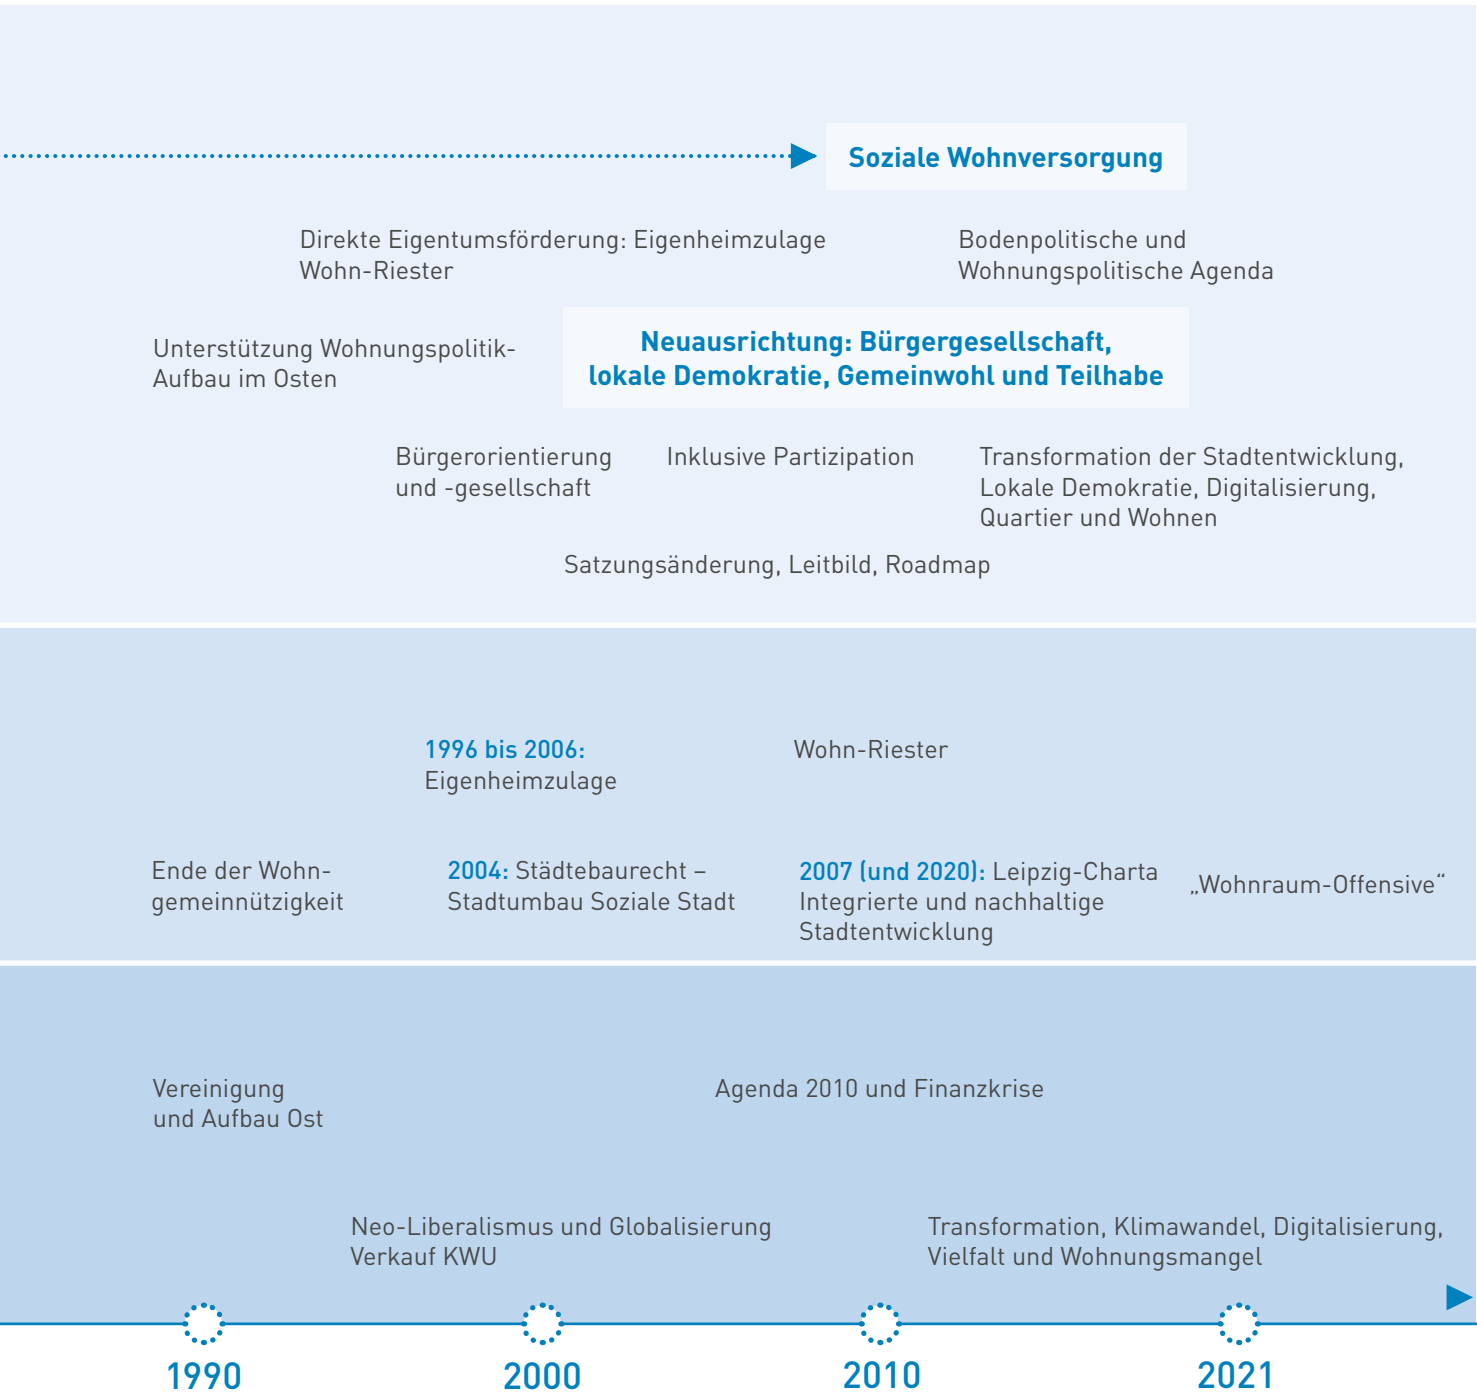 Soziale Wohnversorgung
Direkte Eigentumsförderung: Eigenheimzulage
Wohn-Riester
Bodenpolitische und
Wohnungspolitische Agenda
Unterstützung Wohnungspolitik-
Aufbau im Osten
Neuausrichtung: Bürgergesellschaft,
lokale Demokratie, Gemeinwohl und Teilhabe
Bürgerorientierung
und -gesellschaft
Inklusive Partizipation
Transformation der Stadtentwicklung,
Lokale Demokratie, Digitalisierung,
Quartier und Wohnen
Satzungsänderung, Leitbild, Roadmap
1996 bis 2006:
Eigenheimzulage
Wohn-Riester
Ende der Wohn-
gemeinnützigkeit
2004: Städtebaurecht –
Stadtumbau Soziale Stadt
2007 (und 2020): Leipzig-Charta
Integrierte und nachhaltige
Stadtentwicklung
„Wohnraum-Offensive“
Vereinigung
und Aufbau Ost
Agenda 2010 und Finanzkrise
Neo-Liberalismus und Globalisierung
Verkauf KWU
Transformation, Klimawandel, Digitalisierung,
Vielfalt und Wohnungsmangel
1990
2000
2010
2021